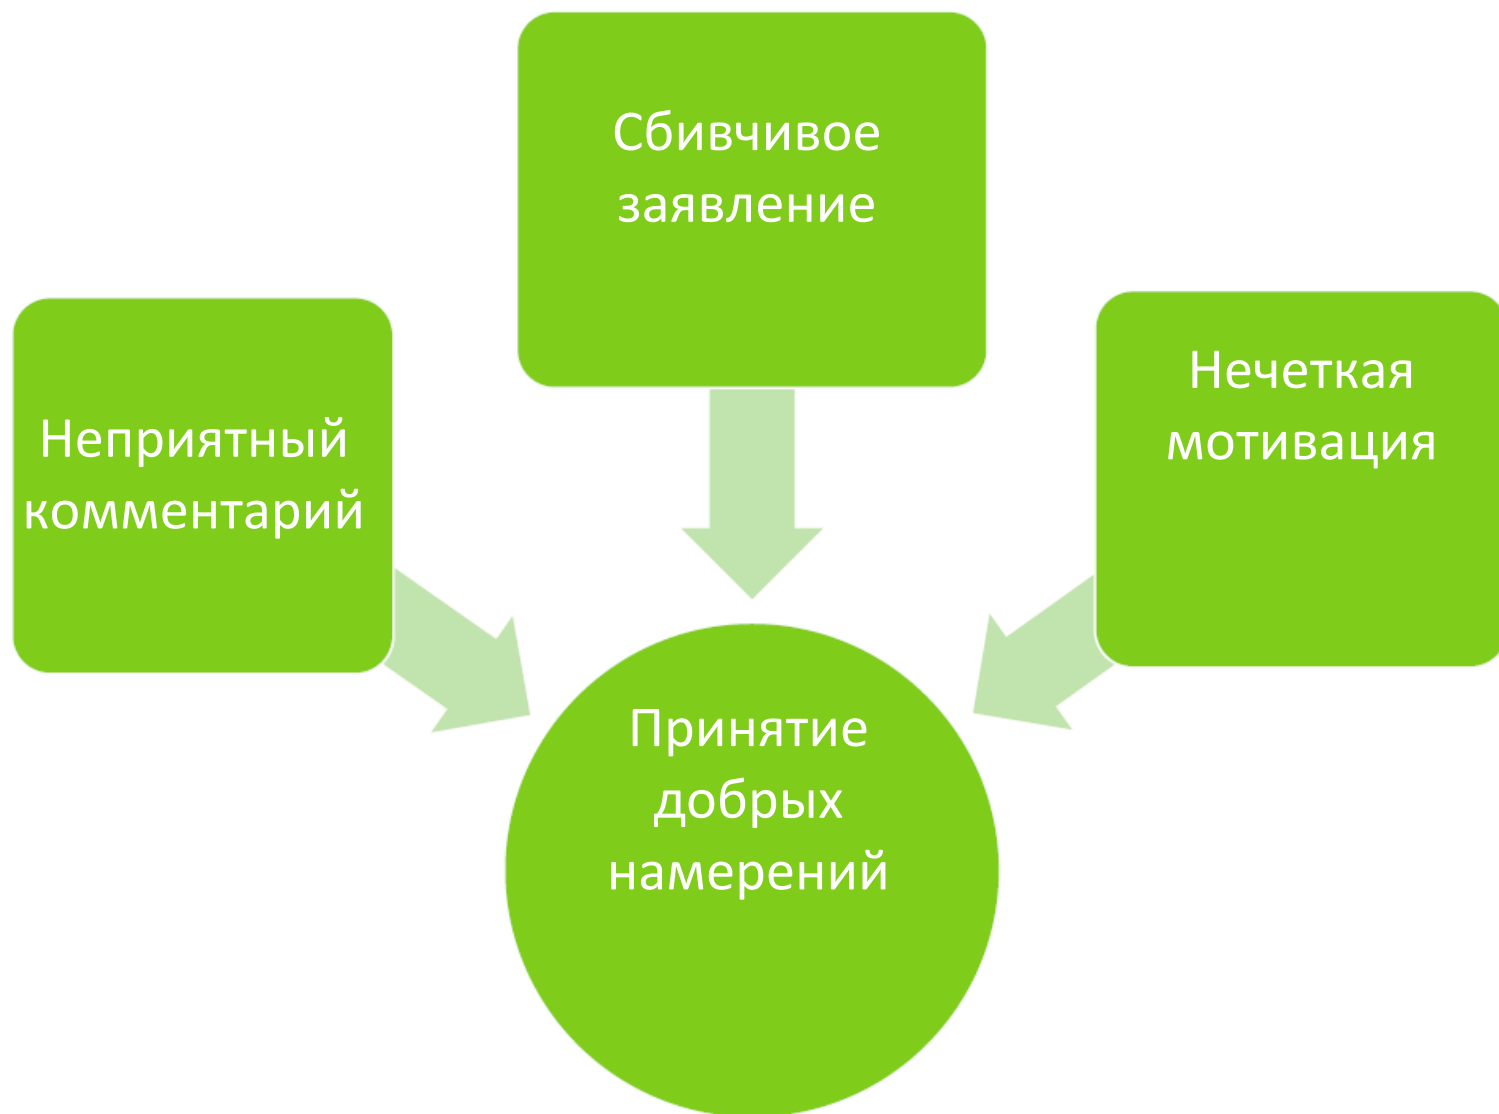 Сбивчивое
заявление
Неприятный
комментарий
Нечеткая
мотивация
Принятие
добрых
намерений